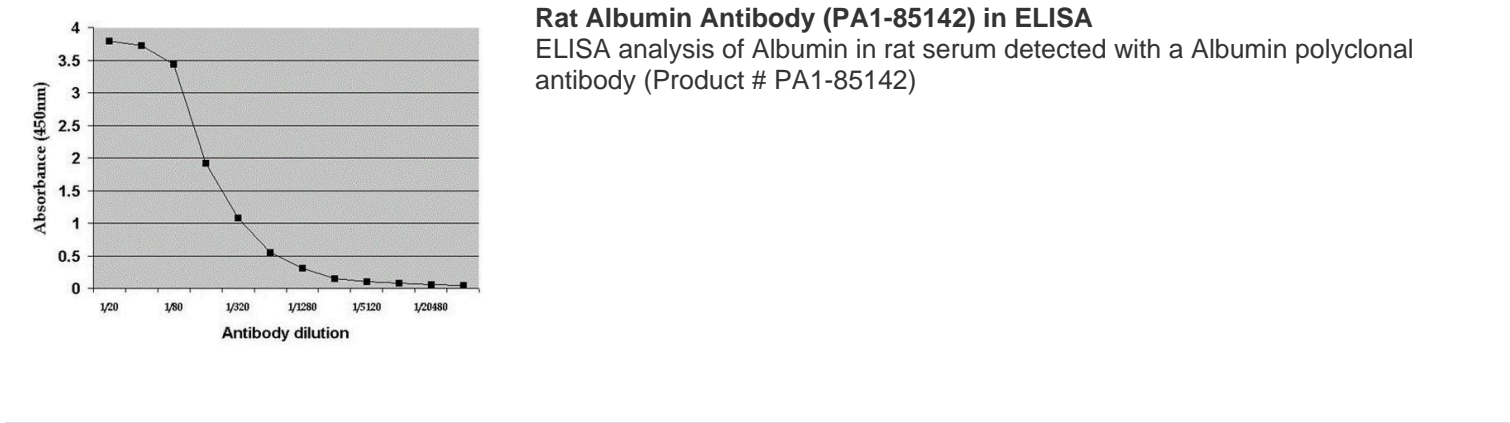 Rat Albumin Antibody (PA1-85142) in ELISA
ELISA analysis of Albumin in rat serum detected with a Albumin polyclonal
antibody (Product # PA1-85142)
Absorbance (450nm)
4
3.5
3
2.5
2
1.5
1
0.5
0
1/20 1/80 1/320 1/1280 1/5120 1/20480
Antibody dilution